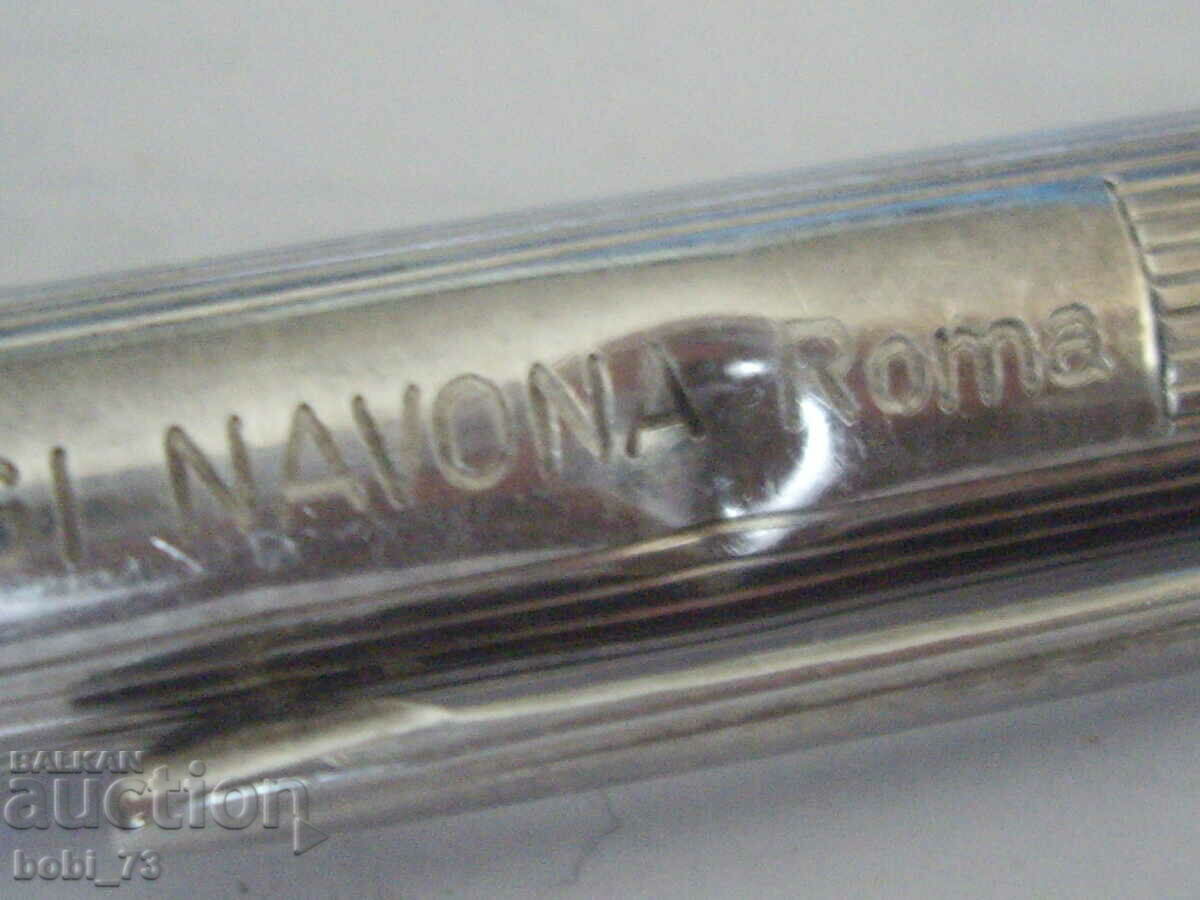 NAVONA Roma
BALKAN
auction
bobi_73